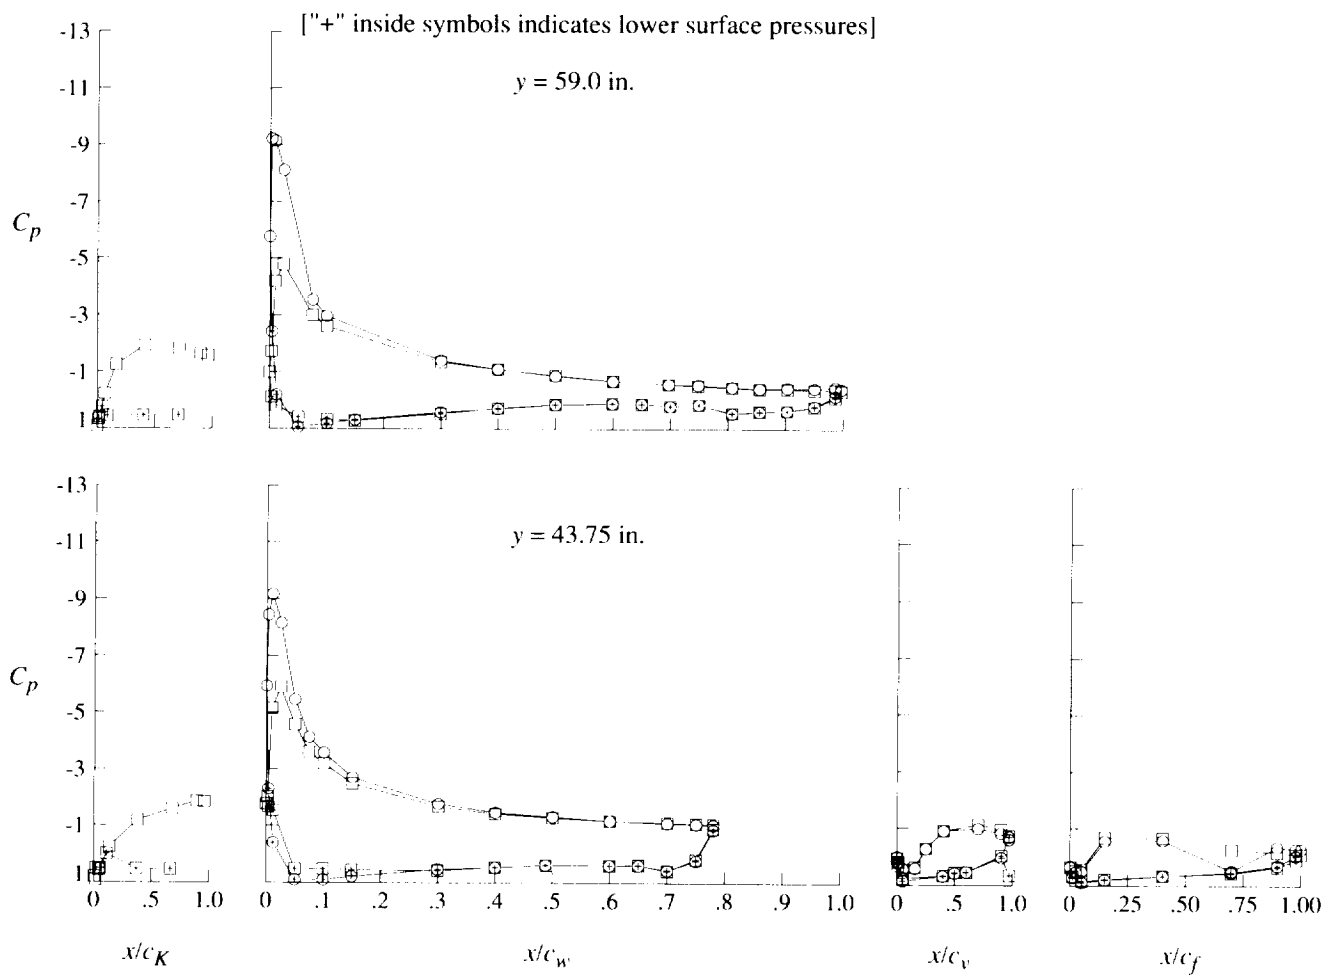 ["+" inside symbols indicates lower surface pressures]
y = 59.0 in.
-13
-11
-9
-7
-5
-3
-1
1
C_p
y = 43.75 in.
-13
-11
-9
-7
-5
-3
-1
1
C_p
0 .5 1.0
0 .1 .2 .3 .4 .5 .6 .7 .8 .9 1.0
0 .5 1.0
0 .25 .50 .75 1.00
x/c_K
x/c_w
x/c_v
x/c_f